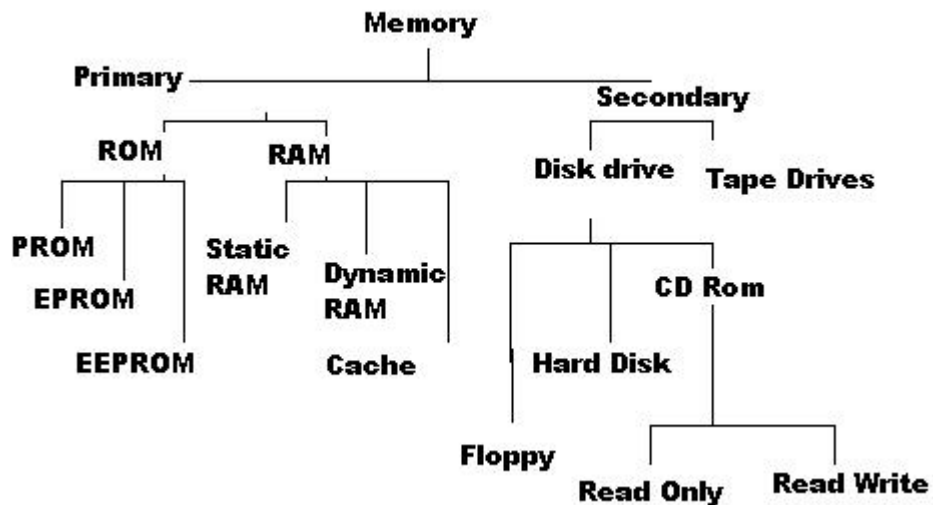 Memory
Primary
Secondary
ROM
RAM
Disk drive
Tape Drives
PROM
EPROM
EEPROM
Static
RAM
Dynamic
RAM
Cache
CD Rom
Hard Disk
Floppy
Read Only
Read Write